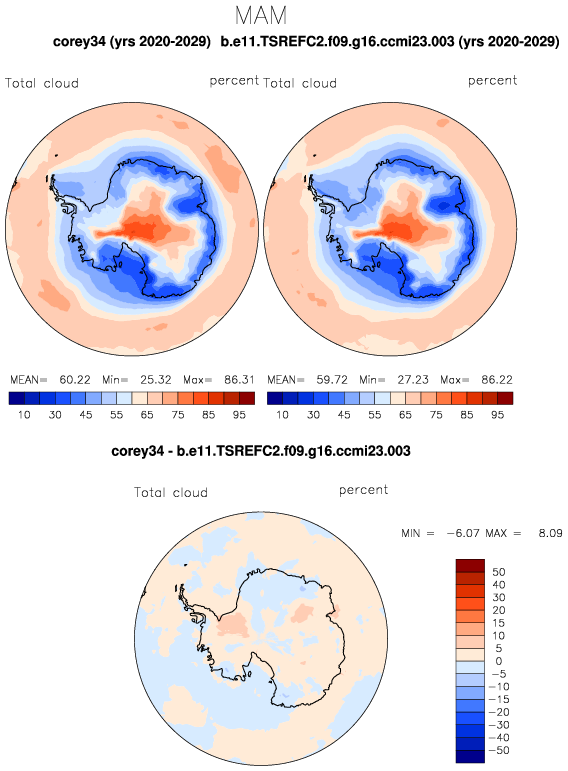 MAM
corey34 (yrs 2020-2029) b.e11.TSREFC2.f09.g16.ccmi23.003 (yrs 2020-2029)
Total cloud percent Total cloud percent
MEAN= 60.22 Min= 25.32 Max= 86.31 MEAN= 59.72 Min= 27.23 Max= 86.22
10 30 45 55 65 75 85 95 10 30 45 55 65 75 85 95
corey34 - b.e11.TSREFC2.f09.g16.ccmi23.003
Total cloud percent
MIN = -6.07 MAX = 8.09
50
40
30
20
15
10
5
0
-5
-10
-15
-20
-30
-40
-50